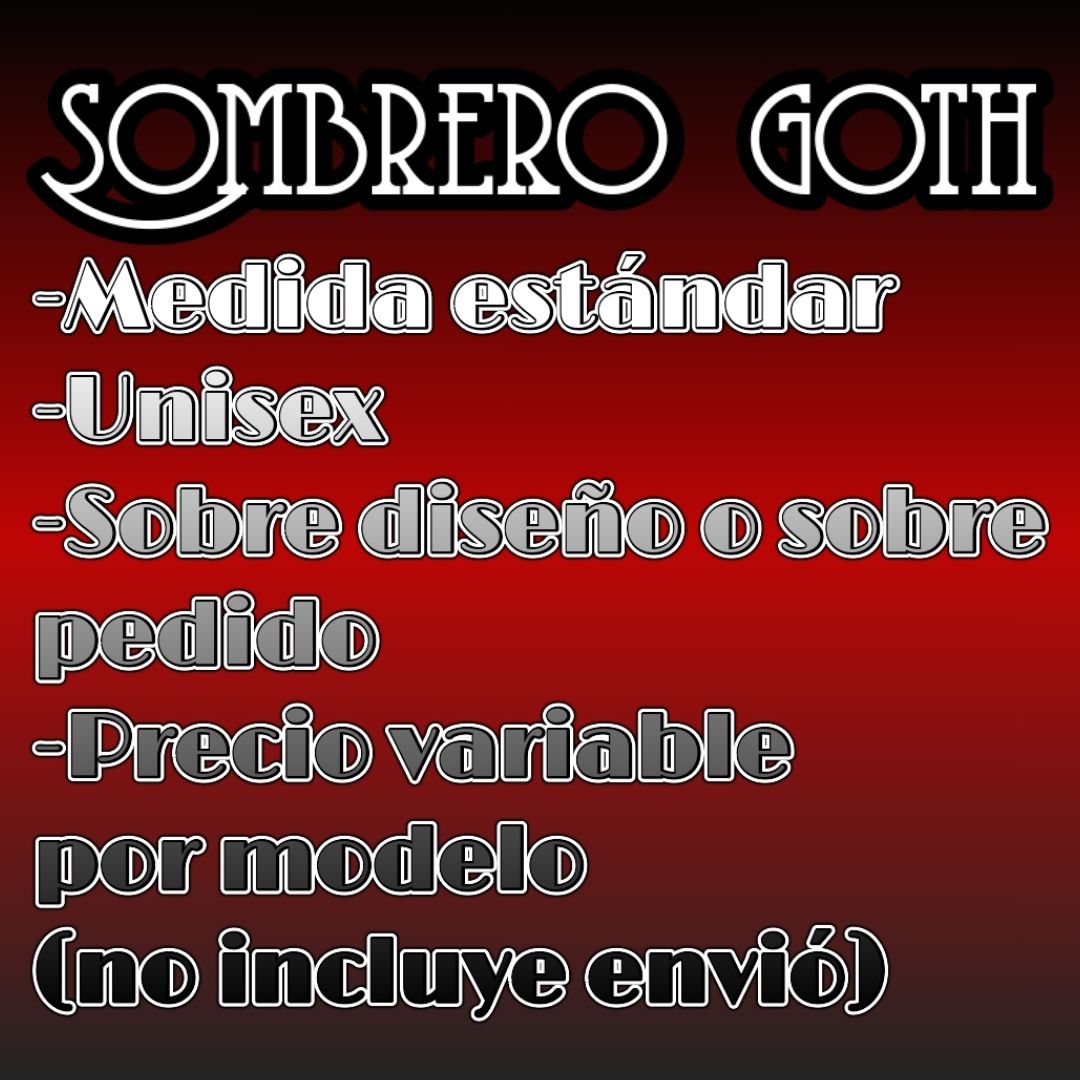 SOMBRERO GOTH
-Medida estándar
-Unisex
-Sobre diseño o sobre
pedido
-Precio variable
por modelo
(no incluye envió)